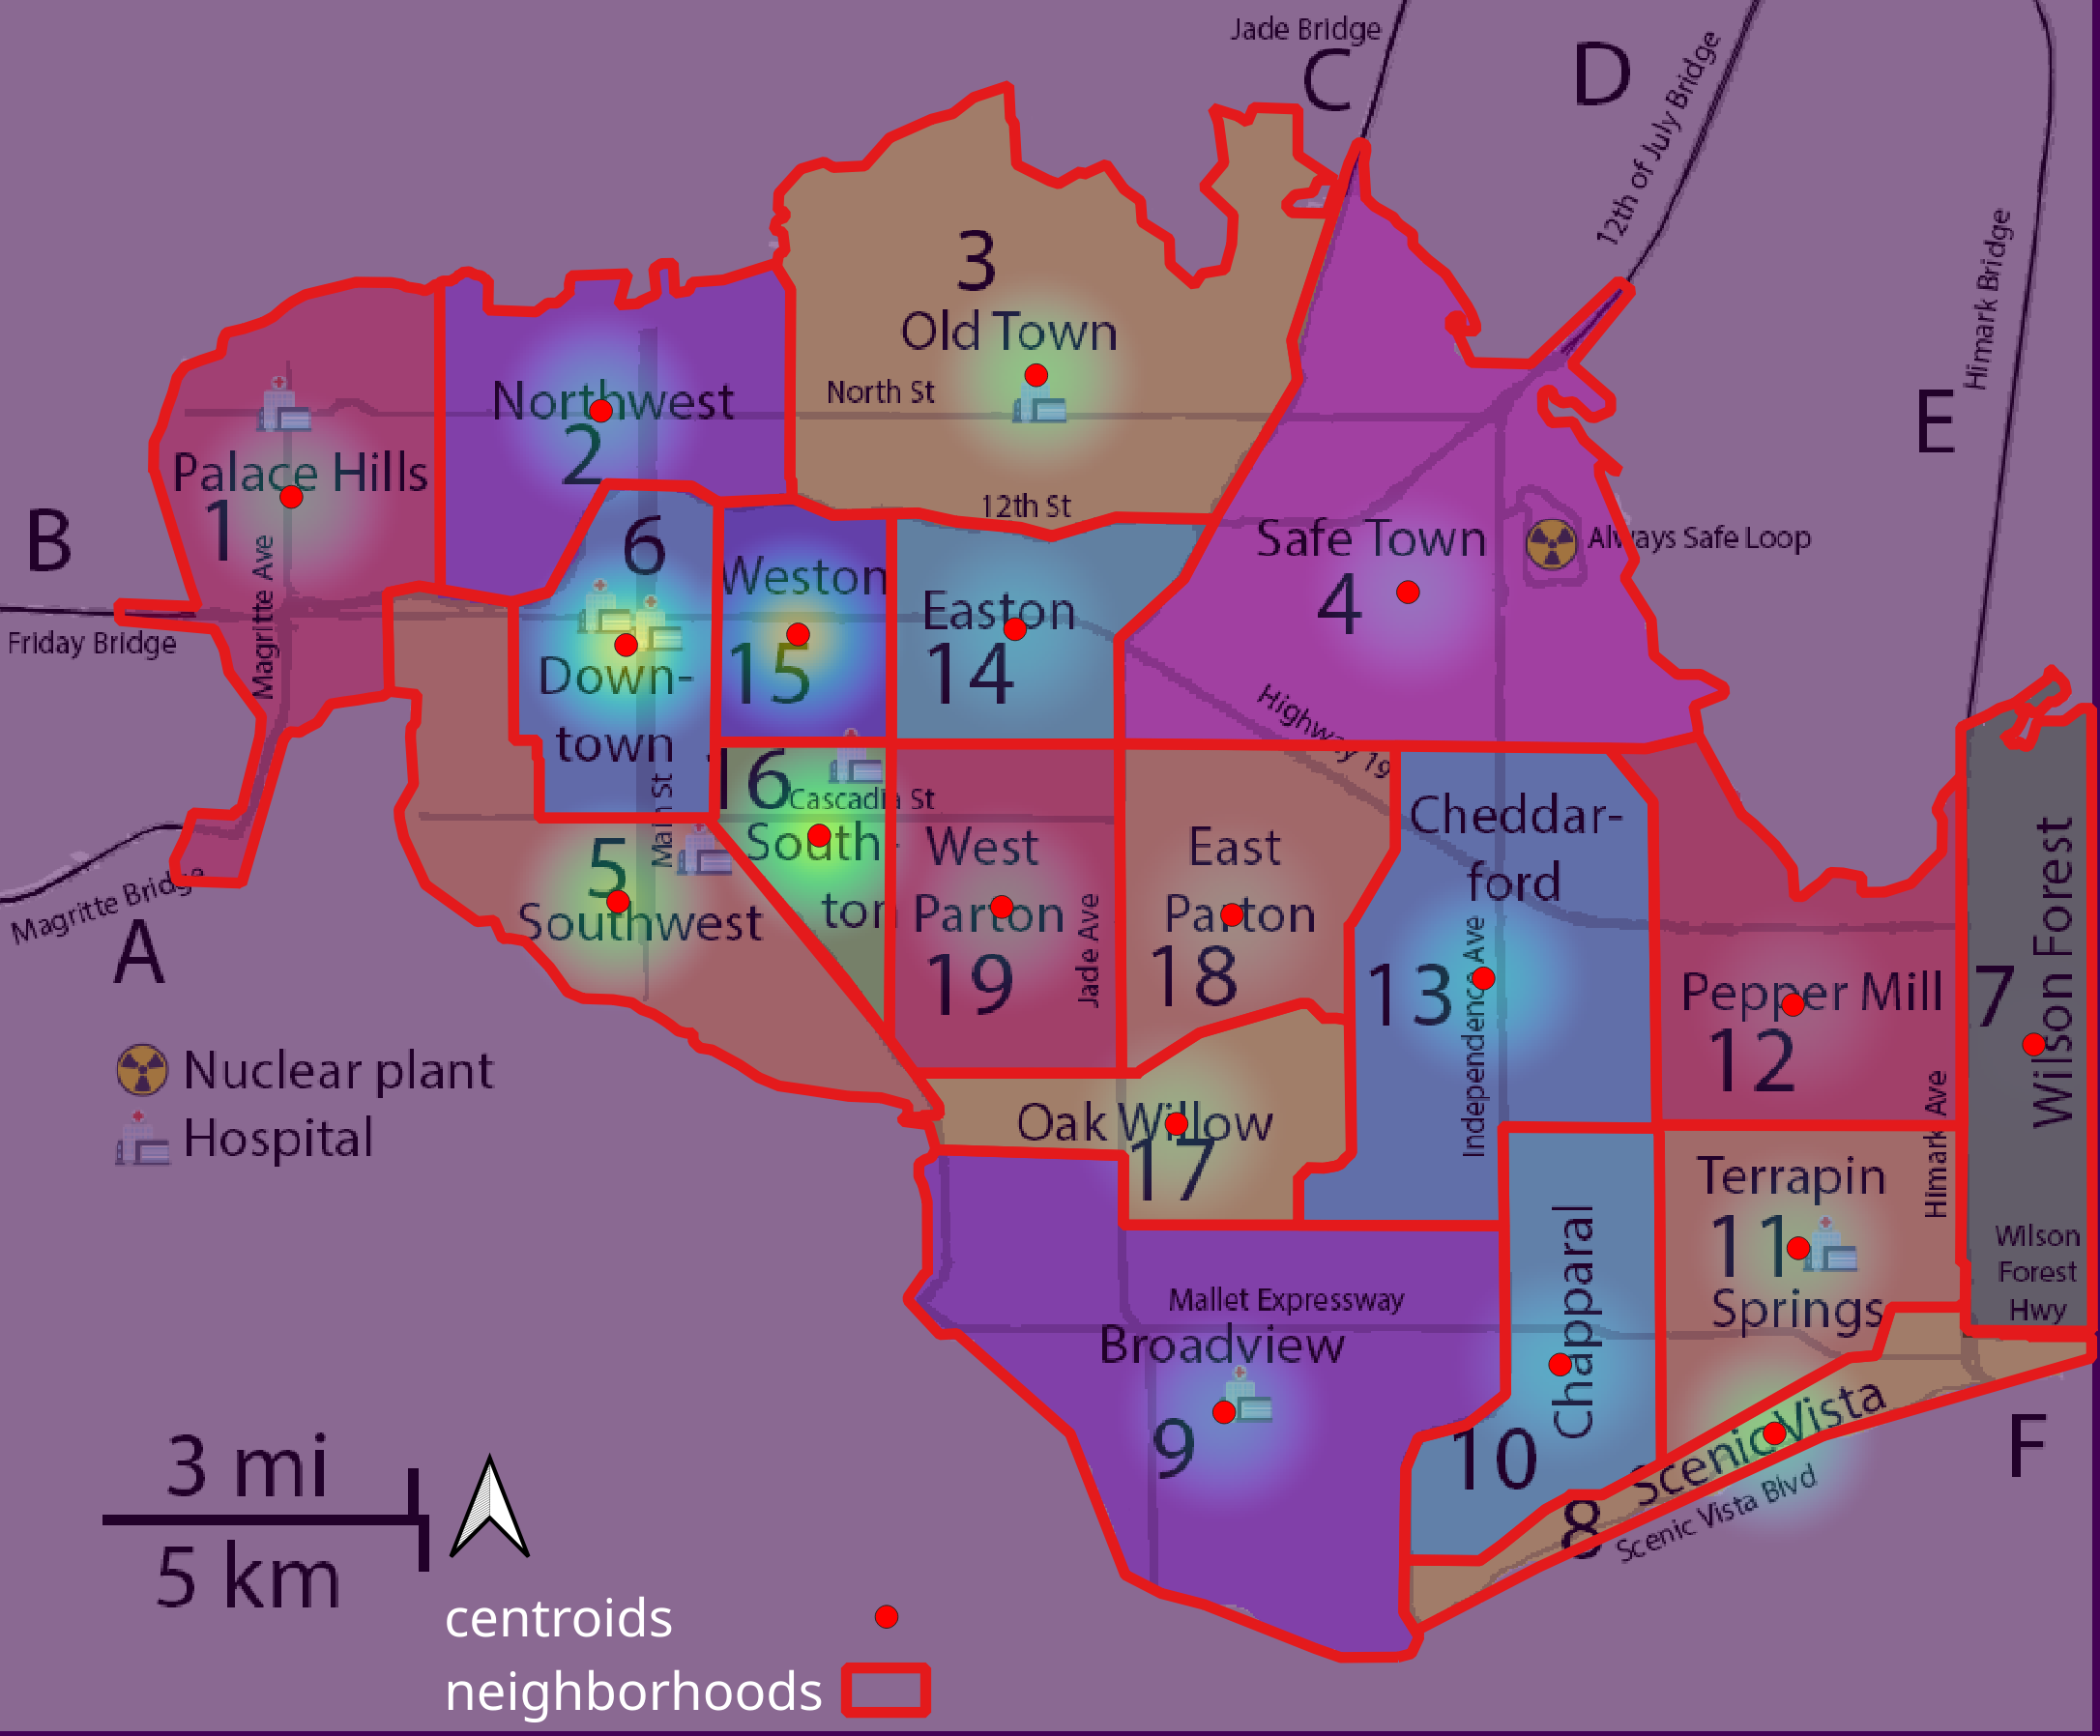 Jade Bridge
C
D
12th of July Bridge
3
Old Town
North St
Himark Bridge
E
Northwest
2
Palace Hills
1
12th St
B
6
Safe Town
4
Always Safe Loop
Weston
15
Easton
14
Friday Bridge
Magritte Ave
Down-
town
Highway 19
16
Cascadia St
South-
ton
Main St
5
Southwest
West
Parton
19
Jade Ave
East
Parton
18
Cheddar-
ford
13
Independence Ave
Pepper Mill
12
7
Wilson Forest
Magritte Bridge
A
Nuclear plant
Hospital
Oak Willow
17
Himark Ave
Terrapin
11
Springs
Wilson
Forest
Hwy
Mallet Expressway
Broadview
9
Chapparal
10
Scenic Vista
8
Scenic Vista Blvd
F
3 mi
5 km
centroids
neighborhoods